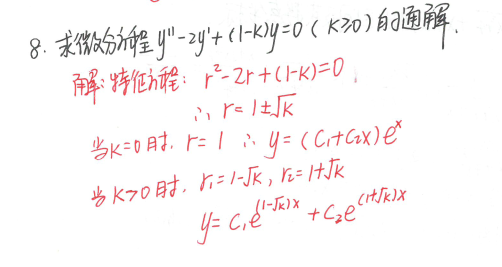 8. 求微分方程 y''-2y'+(1-k)y=0 (k≥0) 的通解.
解: 特征方程: r²-2r+(1-k)=0
∴ r=1±√k
当k=0时. r=1 ∴ y=(C₁+C₂x)eˣ
当k>0时. r₁=1-√k, r₂=1+√k
y=C₁e^(1-√k)x + C₂e^(1+√k)x